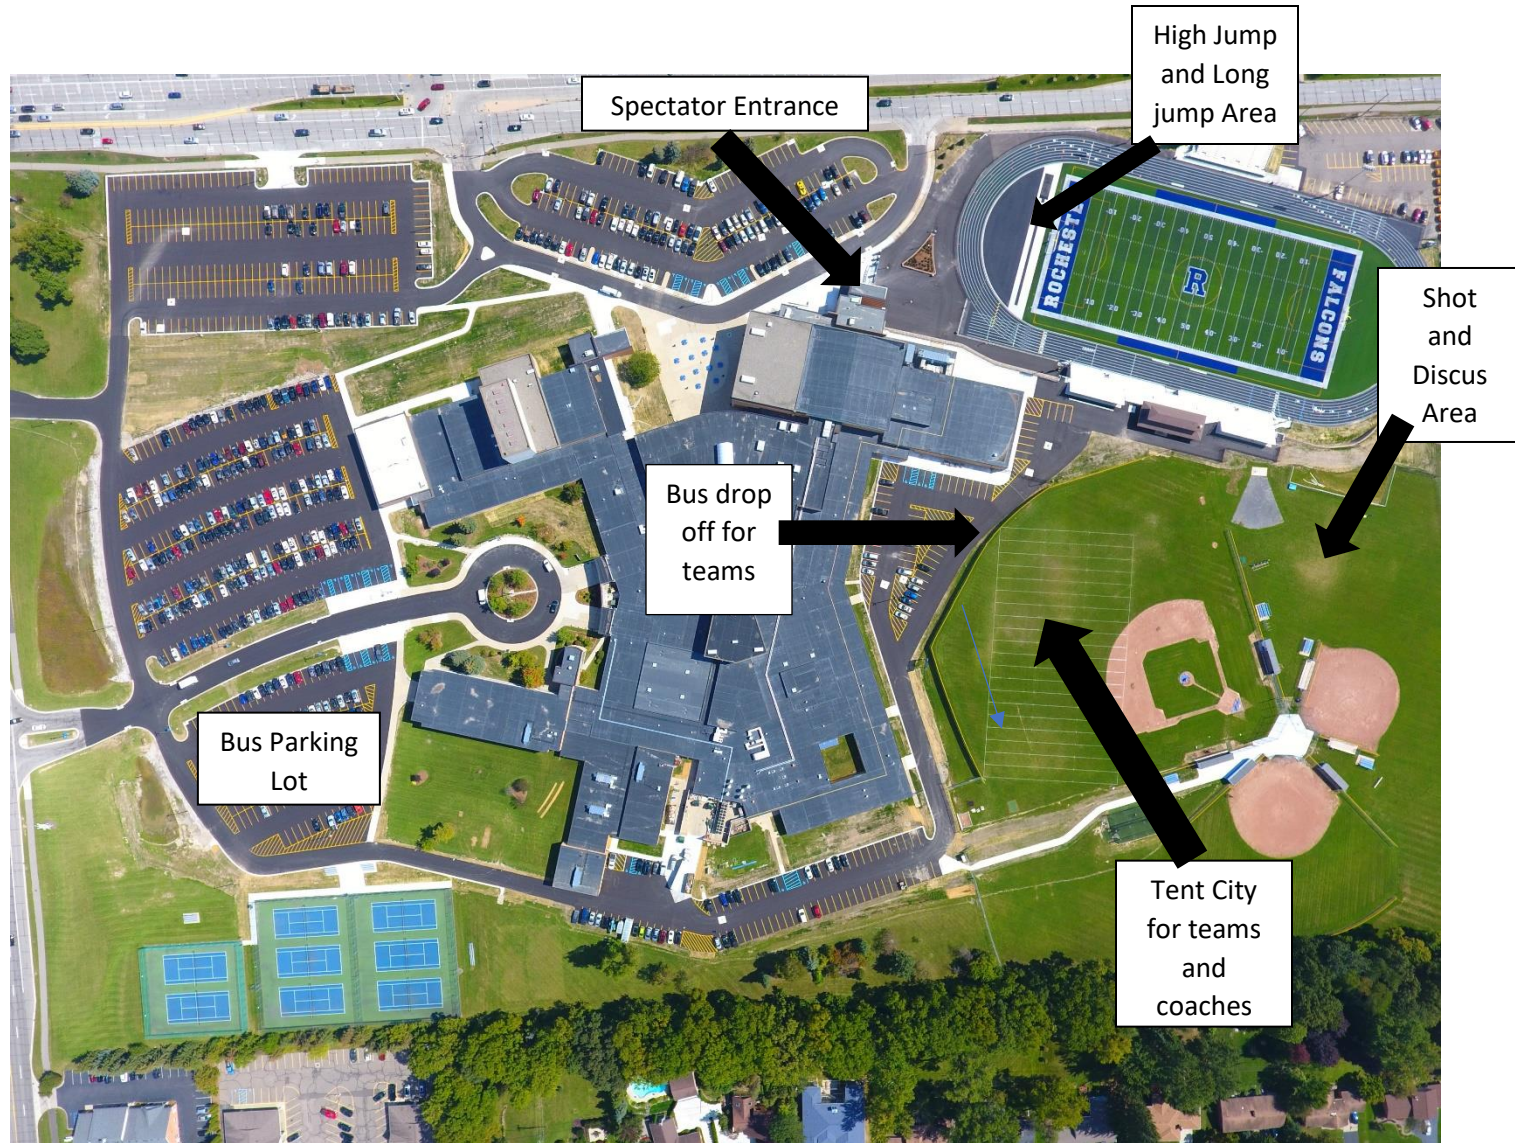 High Jump
and Long
jump Area
Spectator Entrance
ROCHESTE
R
FALCONS
Shot
and
Discus
Area
Bus drop
off for
teams
Bus Parking
Lot
Tent City
for teams
and
coaches